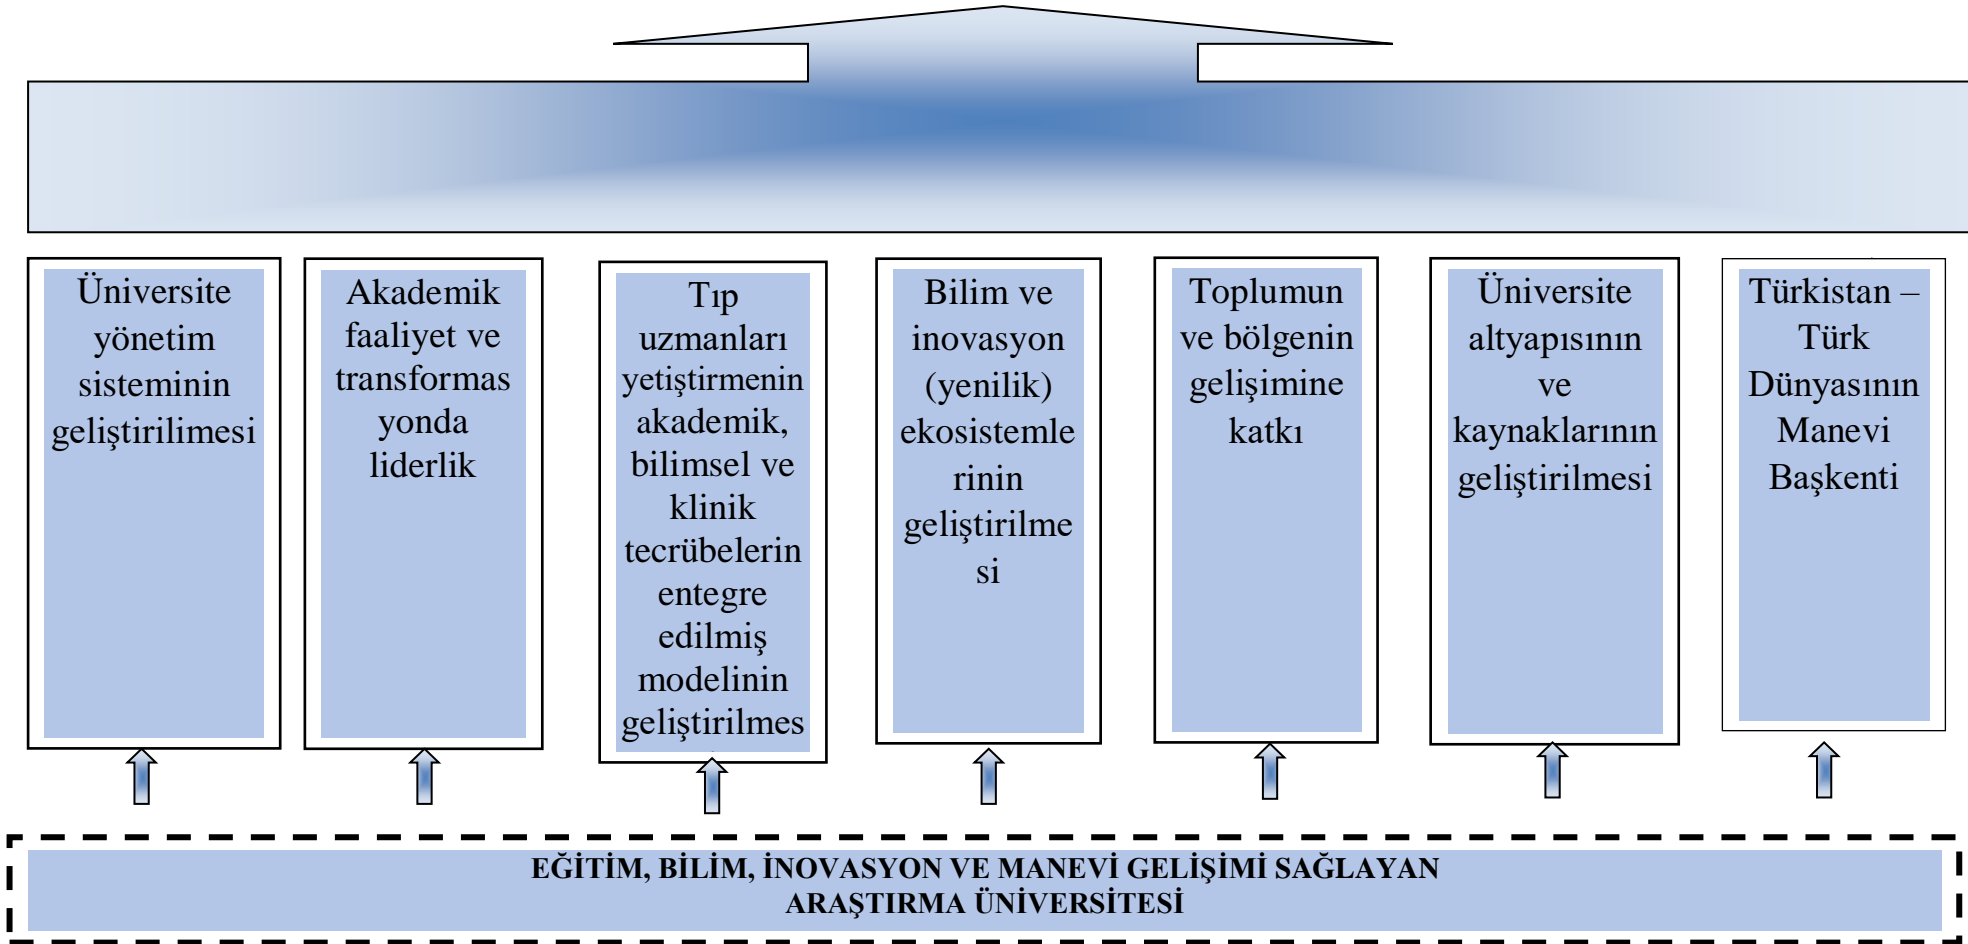 Üniversite
yönetim
sisteminin
geliştirilimesi
Akademik
faaliyet ve
transformas
yonda
liderlik
Tıp
uzmanları
yetiştirmenin
akademik,
bilimsel ve
klinik
tecrübelerin
entegre
edilmiş
modelinin
geliştirilmes
Bilim ve
inovasyon
(yenilik)
ekosistemle
rinin
geliştirilme
si
Toplumun
ve bölgenin
gelişimine
katkı
Üniversite
altyapısının
ve
kaynaklarının
geliştirilmesi
Türkistan –
Türk
Dünyasının
Manevi
Başkenti
EĞİTİM, BİLİM, İNOVASYON VE MANEVİ GELİŞİMİ SAĞLAYAN
ARAŞTIRMA ÜNİVERSİTESİ